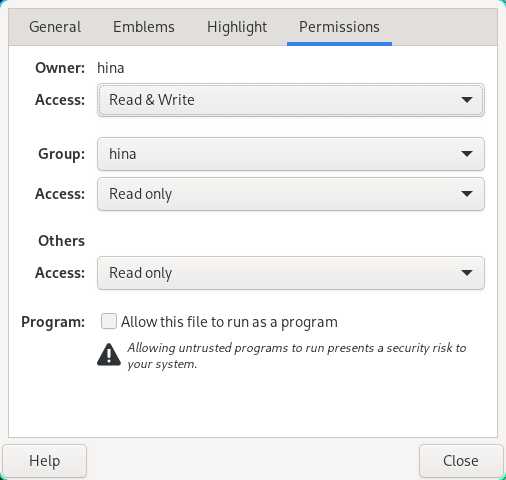 General Emblems Highlight Permissions
Owner: hina
Access: Read & Write
Group: hina
Access: Read only
Others
Access: Read only
Program: Allow this file to run as a program
Allowing untrusted programs to run presents a security risk to
your system.
Help Close